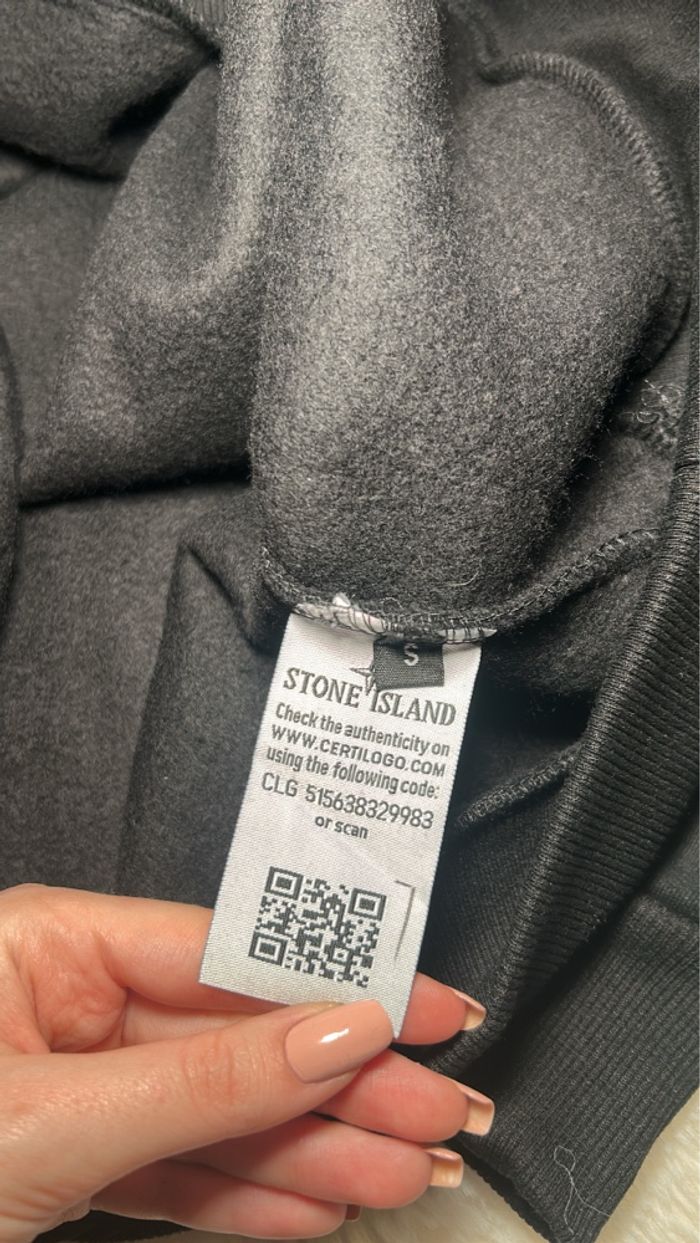 S
STONE ISLAND
Check the authenticity on
WWW.CERTILOGO.COM
using the following code:
CLG 515638329983
or scan